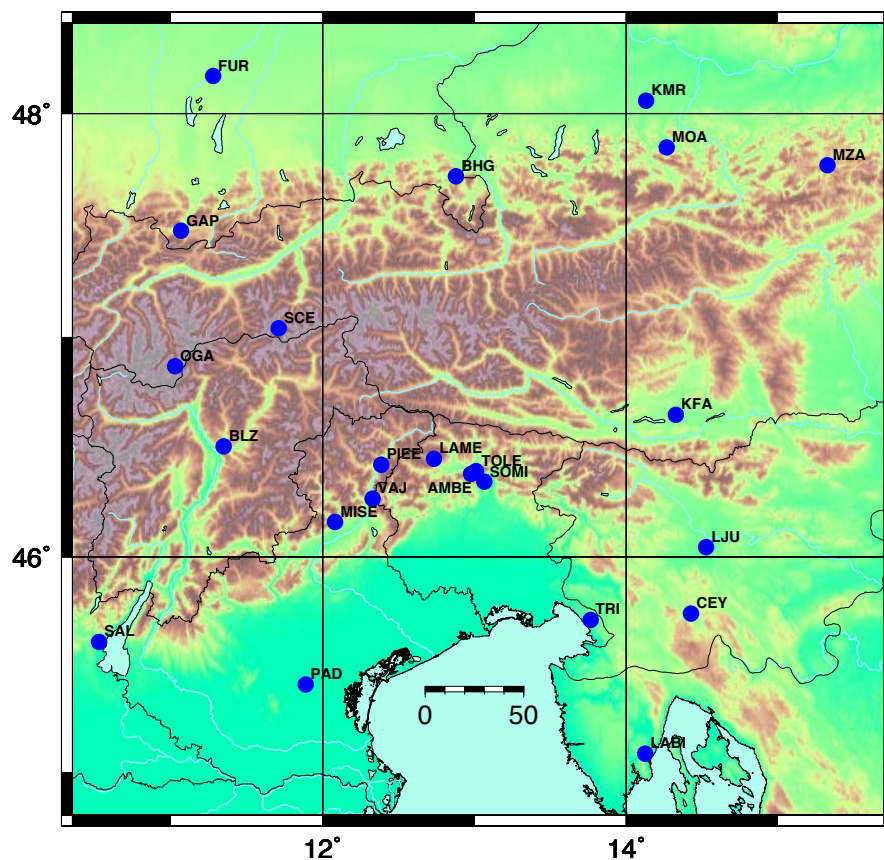 FUR
KMR
48°
MOA
MZA
BHG
GAP
SCE
OGA
KFA
BLZ
LAME
PIEE
TOLE
SOMI
AMBE
VAJ
MISE
LJU
46°
CEY
TRI
SAL
PAD
0 50
LABI
12° 14°